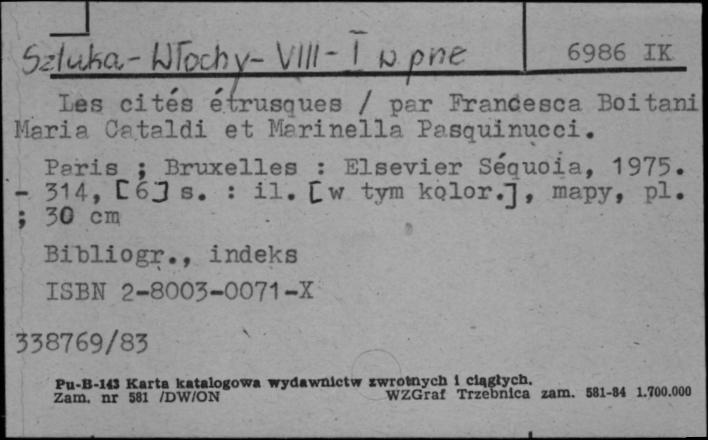 Sztuka - Włochy - VIII - I w pne
6986 IK
Les cités étrusques / par Francesca Boitani
Maria Cataldi et Marinella Pasquinucci.
Paris ; Bruxelles : Elsevier Séquoia, 1975.
- 314, [6] s. : il. [w tym kolor.], mapy, pl.
; 30 cm
Bibliogr., indeks
ISBN 2-8003-0071-X
338769/83
Pu-B-143 Karta katalogowa wydawnictw zwrotnych i ciągłych.
Zam. nr 581 /DW/ON WZGraf Trzebnica zam. 581-84 1.700.000